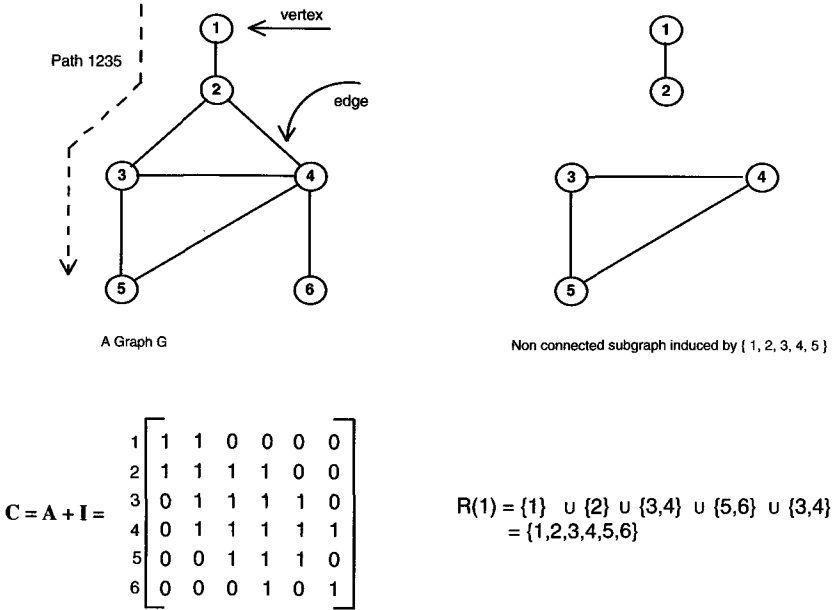 1
vertex
Path 1235
2
edge
3
4
5
6
A Graph G
1
2
3
4
5
Non connected subgraph induced by { 1, 2, 3, 4, 5 }
C = A + I =
1 1 1 0 0 0 0
2 1 1 1 1 0 0
3 0 1 1 1 1 0
4 0 1 1 1 1 1
5 0 0 1 1 1 0
6 0 0 0 1 0 1
R(1) = {1} ∪ {2} ∪ {3,4} ∪ {5,6} ∪ {3,4}
= {1,2,3,4,5,6}